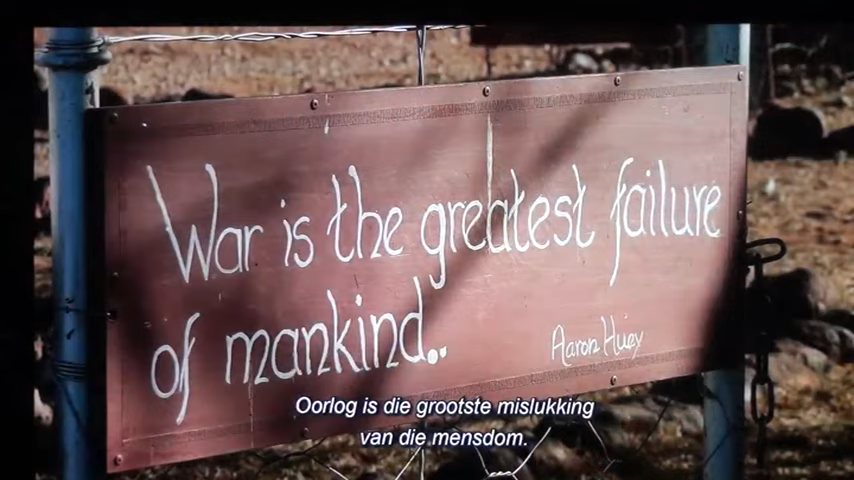 War is the greatest failure
of mankind..
Aaron Huey
Oorlog is die grootste mislukking
van die mensdom.